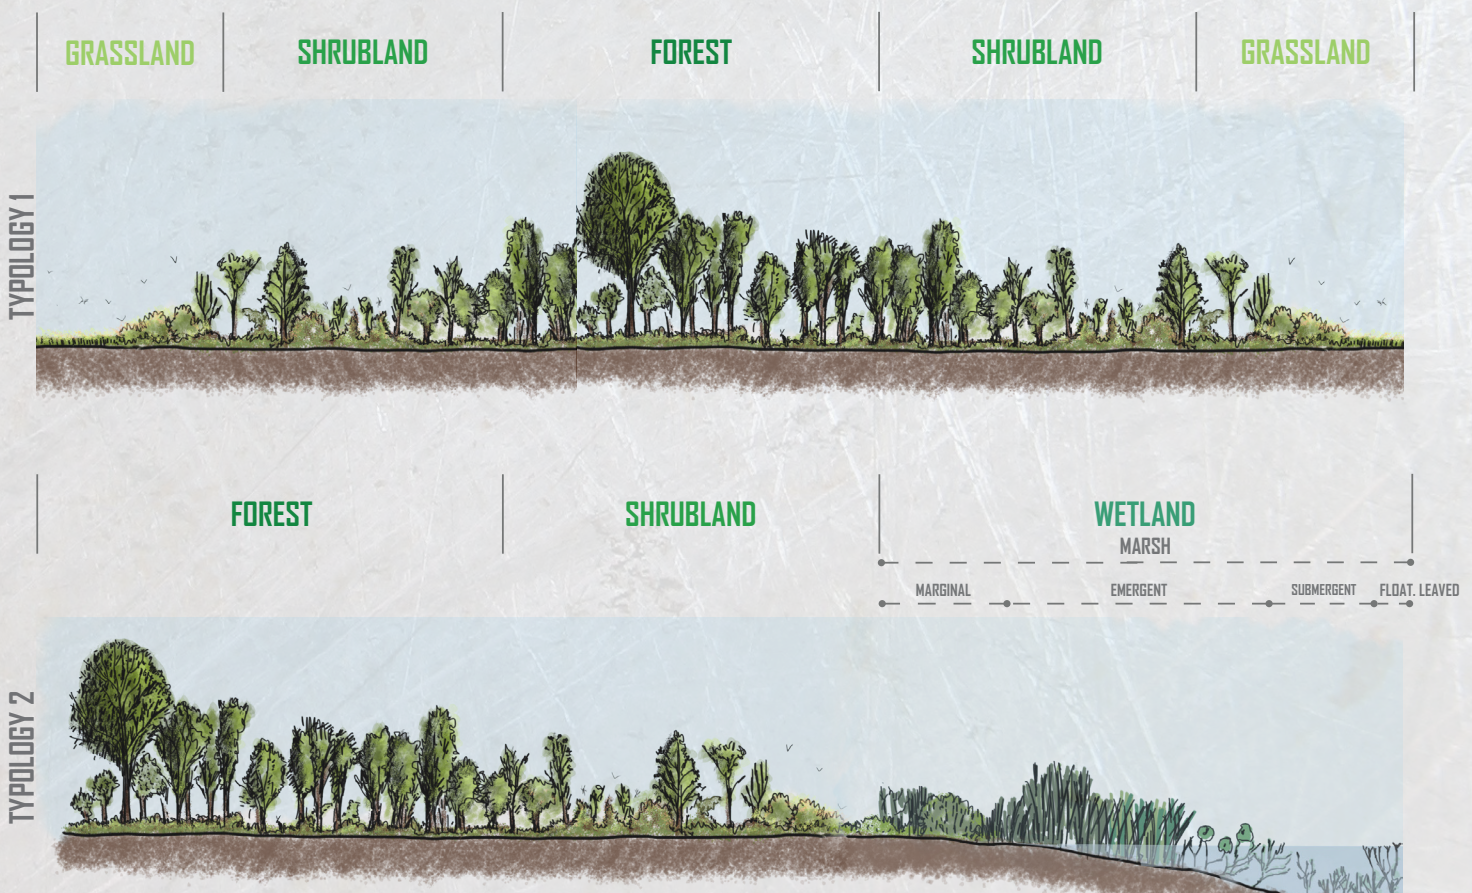 GRASSLAND
SHRUBLAND
FOREST
SHRUBLAND
GRASSLAND
TYPOLOGY 1
FOREST
SHRUBLAND
WETLAND
MARSH
MARGINAL
EMERGENT
SUBMERGENT
FLOAT. LEAVED
TYPOLOGY 2